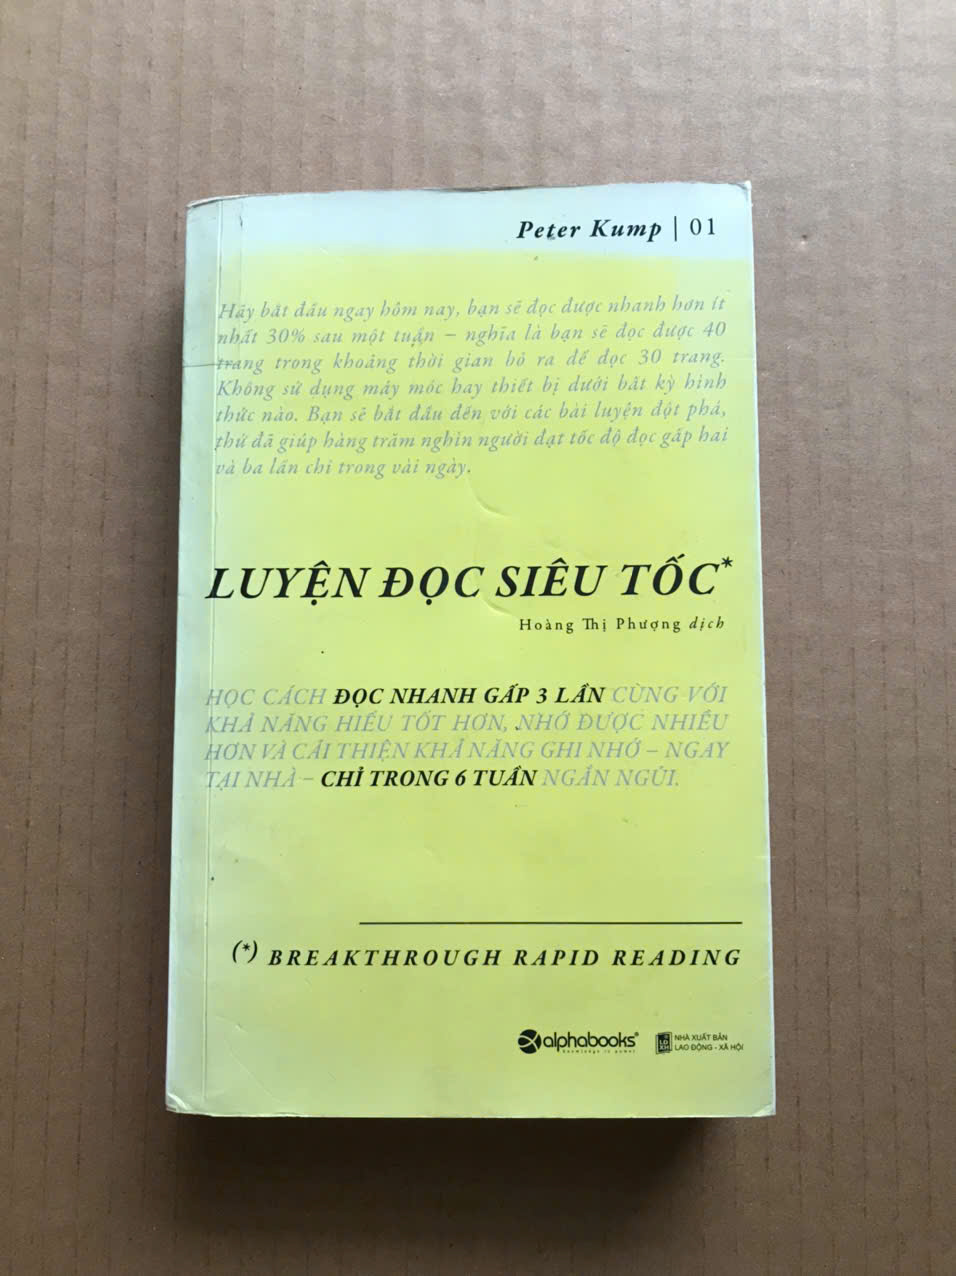 Peter Kump | 01
Hãy bắt đầu ngay hôm nay, bạn sẽ đọc được nhanh hơn ít
nhất 30% sau một tuần – nghĩa là bạn sẽ đọc được 40
trang trong khoảng thời gian bỏ ra để đọc 30 trang.
Không sử dụng máy móc hay thiết bị dưới bất kỳ hình
thức nào. Bạn sẽ bắt đầu đến với các bài luyện đột phá,
thứ đã giúp hàng trăm nghìn người đạt tốc độ đọc gấp hai
và ba lần chỉ trong vài ngày.
LUYỆN ĐỌC SIÊU TỐC*
Hoàng Thị Phượng dịch
HỌC CÁCH ĐỌC NHANH GẤP 3 LẦN CÙNG VỚI
KHẢ NĂNG HIỂU TỐT HƠN, NHỚ ĐƯỢC NHIỀU
HƠN VÀ CẢI THIỆN KHẢ NĂNG GHI NHỚ – NGAY
TẠI NHÀ – CHỈ TRONG 6 TUẦN NGẮN NGỦI.
(*) BREAKTHROUGH RAPID READING
alphabooks®
knowledge is power
LĐ
XH
NHÀ XUẤT BẢN
LAO ĐỘNG - XÃ HỘI